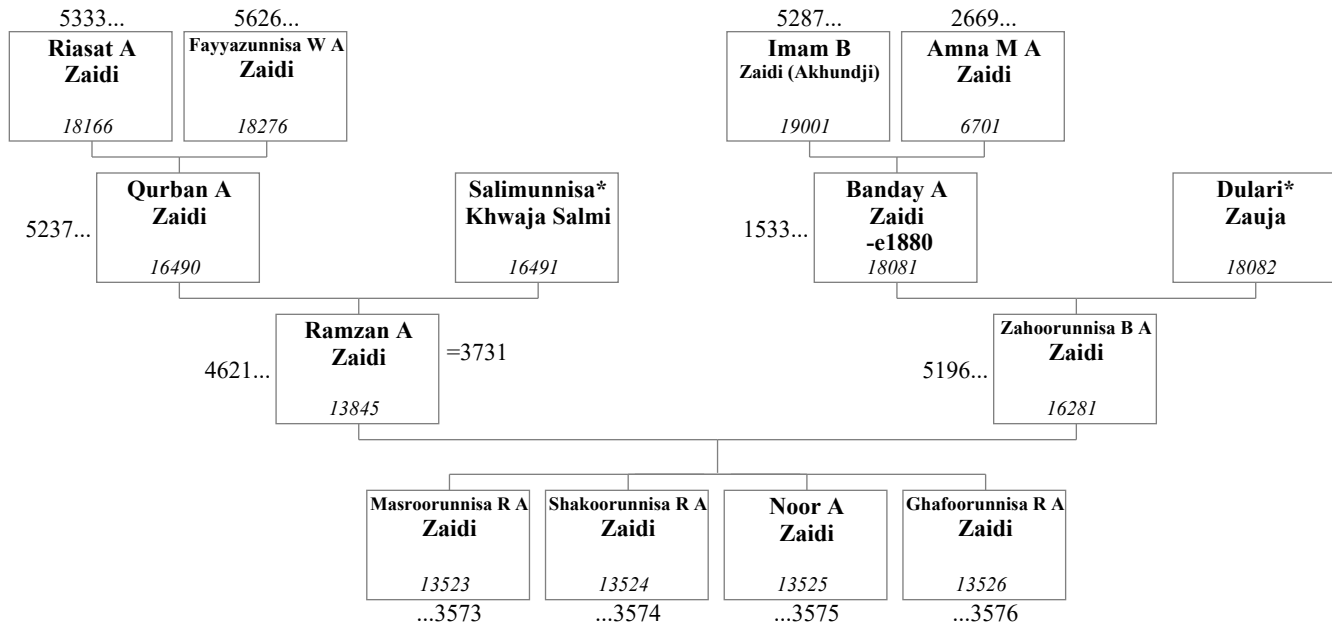 5333...
5626...
5287...
2669...
Riasat A
Zaidi
18166
Fayyazunnisa W A
Zaidi
18276
Imam B
Zaidi (Akhundji)
19001
Amna M A
Zaidi
6701
5237...
Qurban A
Zaidi
16490
Salimunnisa*
Khwaja Salmi
16491
1533...
Banday A
Zaidi
-e1880
18081
Dulari*
Zauja
18082
4621...
Ramzan A
Zaidi
13845
=3731
5196...
Zahoorunnisa B A
Zaidi
16281
Masroorunnisa R A
Zaidi
13523
...3573
Shakoorunnisa R A
Zaidi
13524
...3574
Noor A
Zaidi
13525
...3575
Ghafoorunnisa R A
Zaidi
13526
...3576